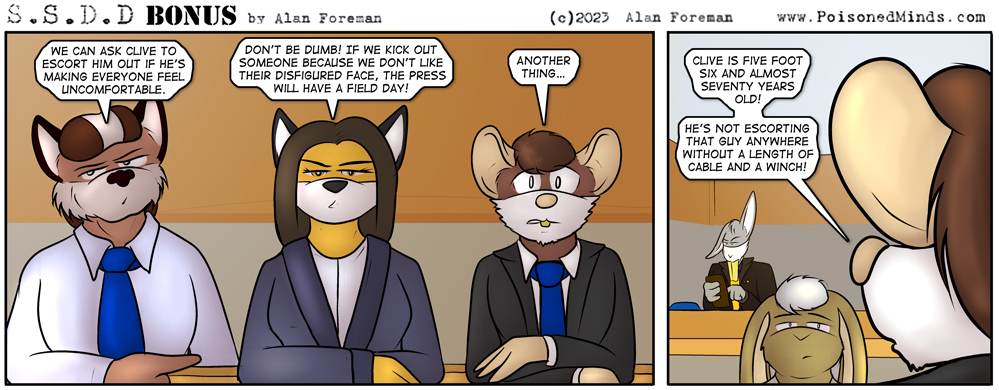 S.S.D.D BONUS by Alan Foreman (c)2023 Alan Foreman www.PoisonedMinds.com
WE CAN ASK CLIVE TO
ESCORT HIM OUT IF HE'S
MAKING EVERYONE FEEL
UNCOMFORTABLE.
DON'T BE DUMB! IF WE KICK OUT
SOMEONE BECAUSE WE DON'T LIKE
THEIR DISFIGURED FACE, THE PRESS
WILL HAVE A FIELD DAY!
ANOTHER
THING...
CLIVE IS FIVE FOOT
SIX AND ALMOST
SEVENTY YEARS
OLD!
HE'S NOT ESCORTING
THAT GUY ANYWHERE
WITHOUT A LENGTH OF
CABLE AND A WINCH!